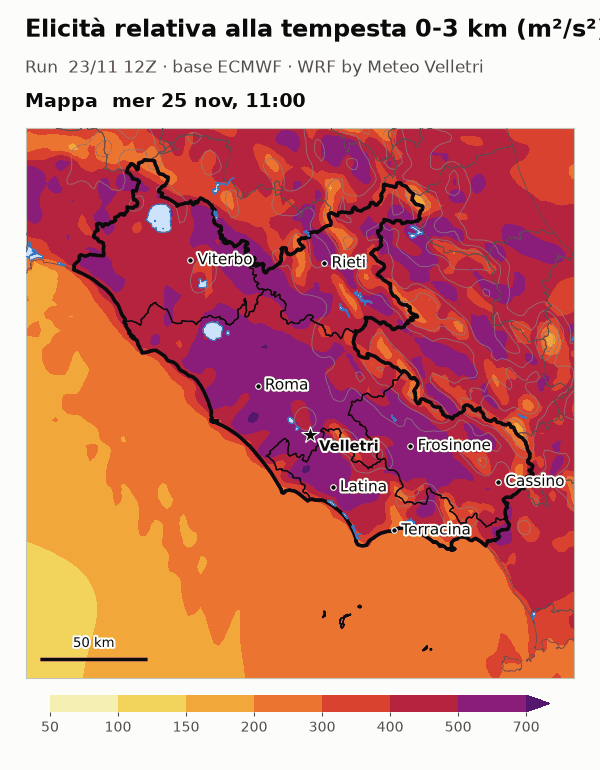 Elicità relativa alla tempesta 0-3 km (m²/s²)
Run 23/11 12Z · base ECMWF · WRF by Meteo Velletri
Mappa mer 25 nov, 11:00
Viterbo
Rieti
Roma
Velletri
Frosinone
Latina
Cassino
Terracina
50 km
50 100 150 200 300 400 500 700